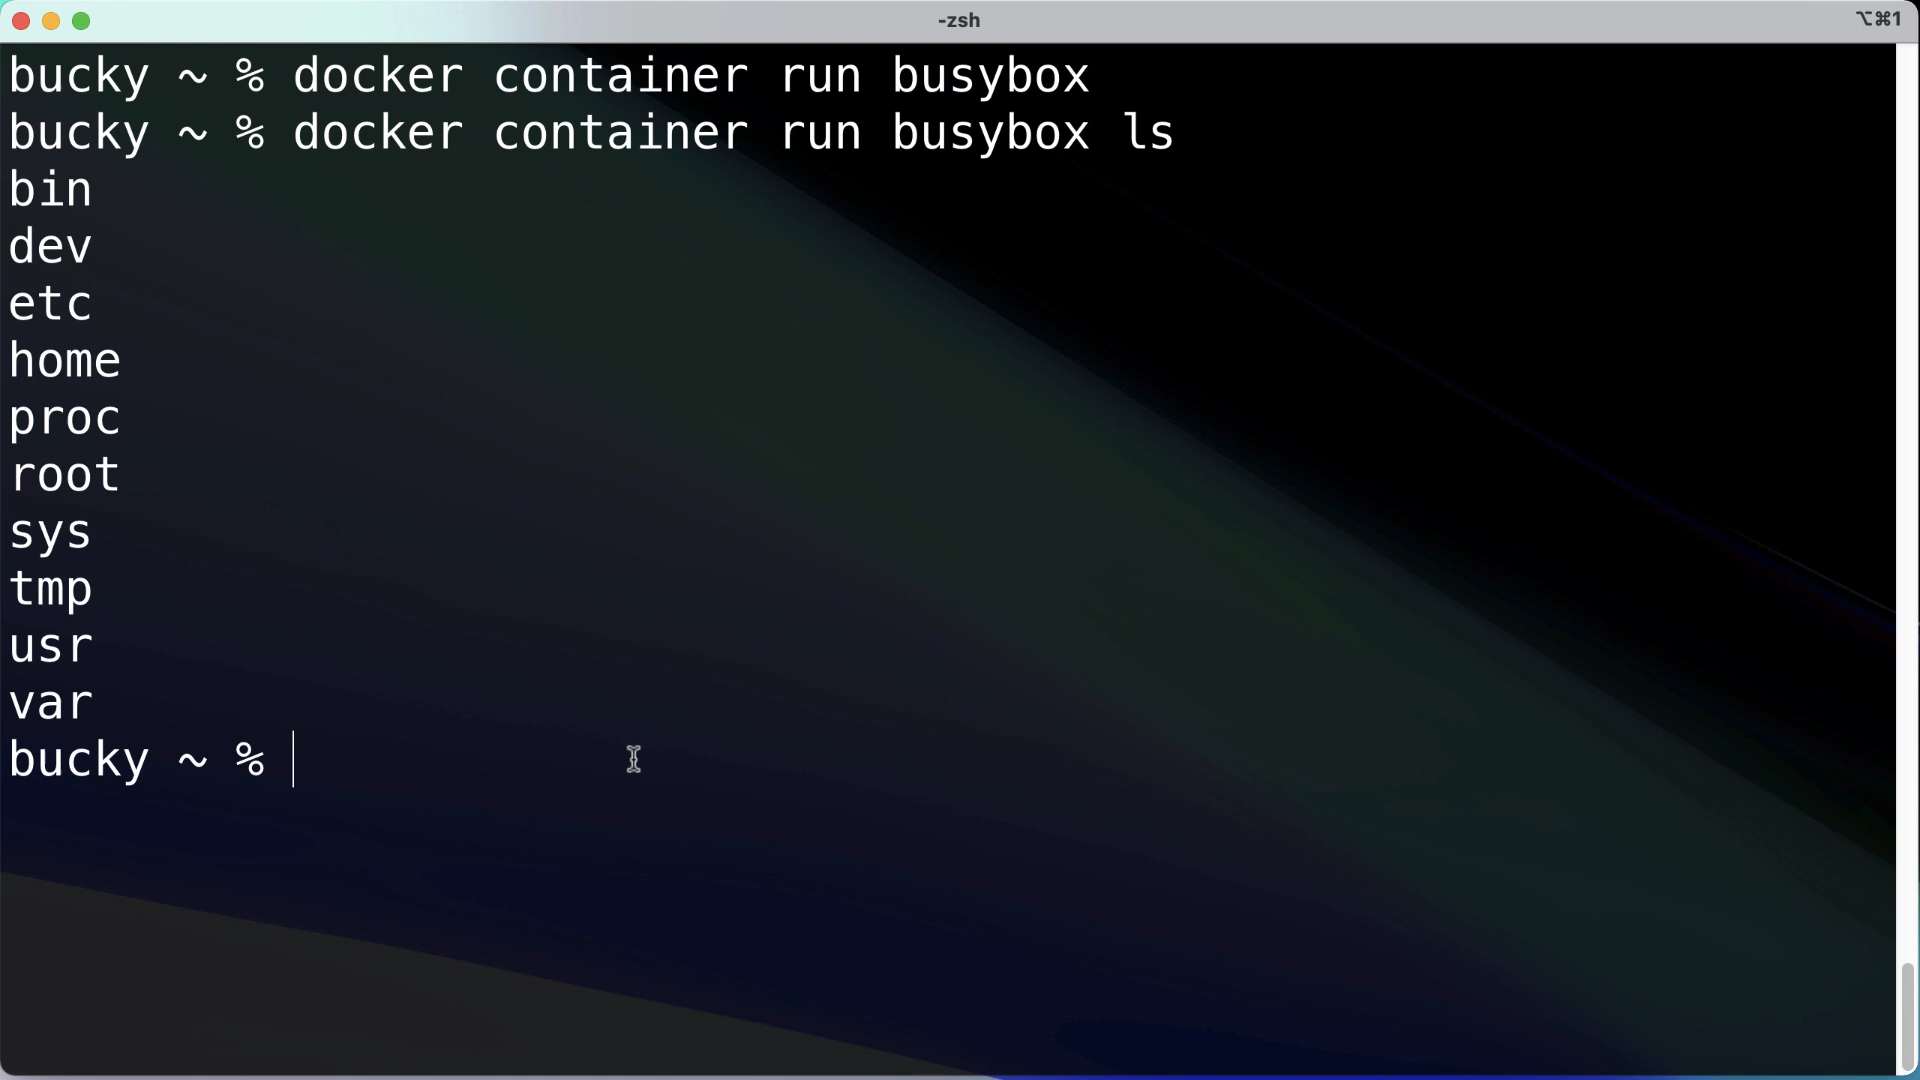 -zsh
⌥⌘1
bucky ~ % docker container run busybox
bucky ~ % docker container run busybox ls
bin
dev
etc
home
proc
root
sys
tmp
usr
var
bucky ~ %